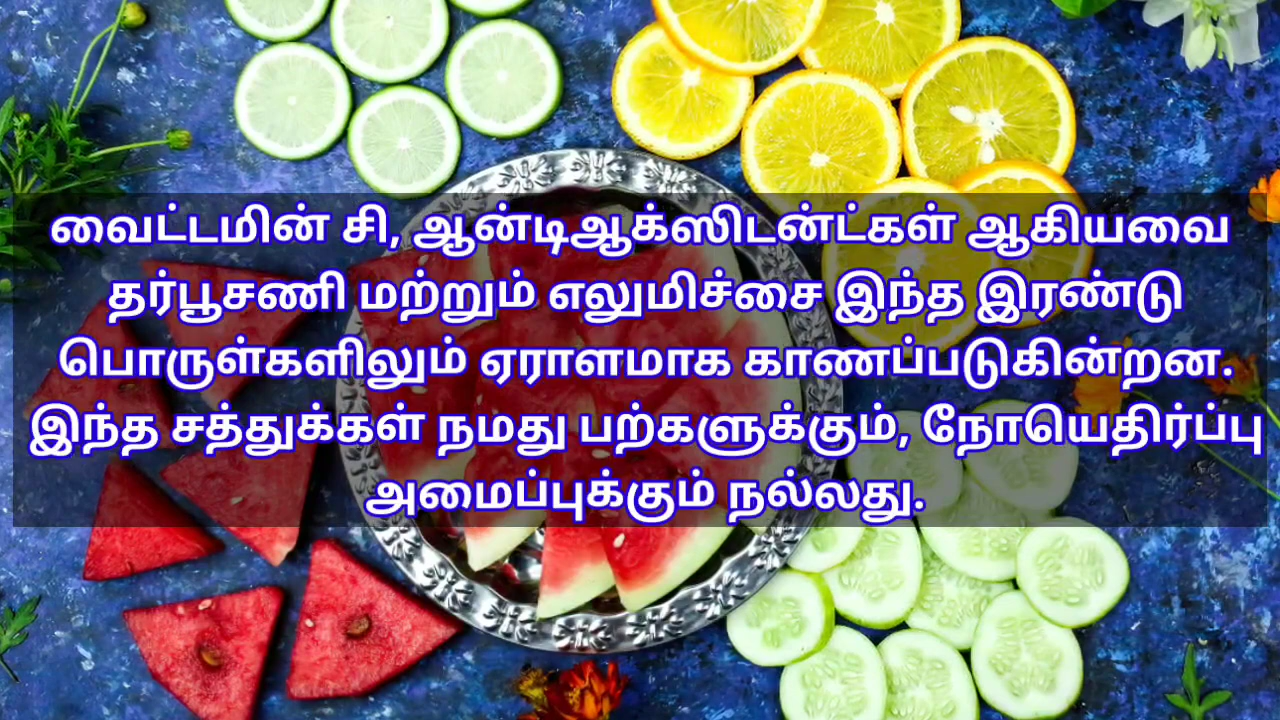 வைட்டமின் சி, ஆன்டிஆக்ஸிடன்ட்கள் ஆகியவை
தர்பூசணி மற்றும் எலுமிச்சை இந்த இரண்டு
பொருள்களிலும் ஏராளமாக காணப்படுகின்றன.
இந்த சத்துக்கள் நமது பற்களுக்கும், நோயெதிர்ப்பு
அமைப்புக்கும் நல்லது.